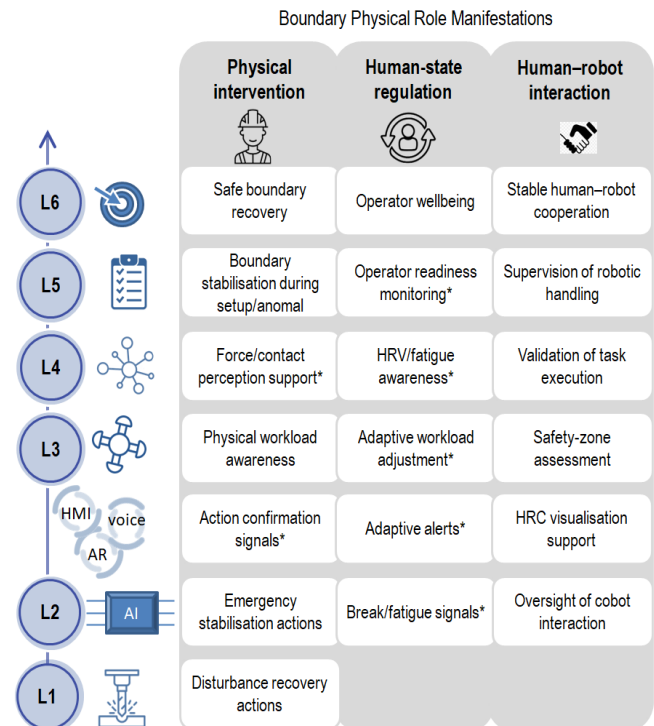 Boundary Physical Role Manifestations
Physical
intervention
Human-state
regulation
Human–robot
interaction
L6
Safe boundary
recovery
Operator wellbeing
Stable human–robot
cooperation
L5
Boundary
stabilisation during
setup/anomal
Operator readiness
monitoring*
Supervision of robotic
handling
L4
Force/contact
perception support*
HRV/fatigue
awareness*
Validation of task
execution
L3
Physical workload
awareness
Adaptive workload
adjustment*
Safety-zone
assessment
HMI
voice
AR
Action confirmation
signals*
Adaptive alerts*
HRC visualisation
support
L2
AI
Emergency
stabilisation actions
Break/fatigue signals*
Oversight of cobot
interaction
L1
Disturbance recovery
actions